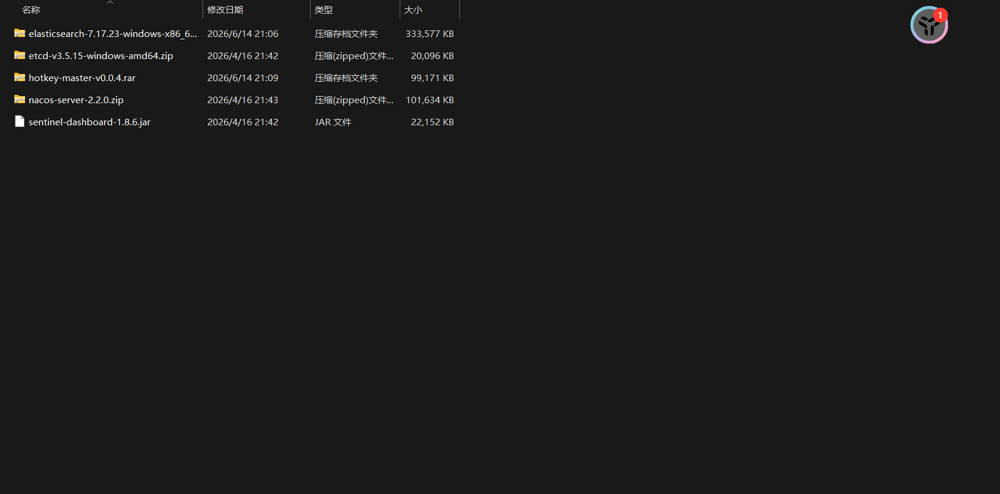 名称 修改日期 类型 大小
elasticsearch-7.17.23-windows-x86_6... 2026/6/14 21:06 压缩存档文件夹 333,577 KB
etcd-v3.5.15-windows-amd64.zip 2026/4/16 21:42 压缩(zipped)文件... 20,096 KB
hotkey-master-v0.0.4.rar 2026/6/14 21:09 压缩存档文件夹 99,171 KB
nacos-server-2.2.0.zip 2026/4/16 21:43 压缩(zipped)文件... 101,634 KB
sentinel-dashboard-1.8.6.jar 2026/4/16 21:42 JAR 文件 22,152 KB
1